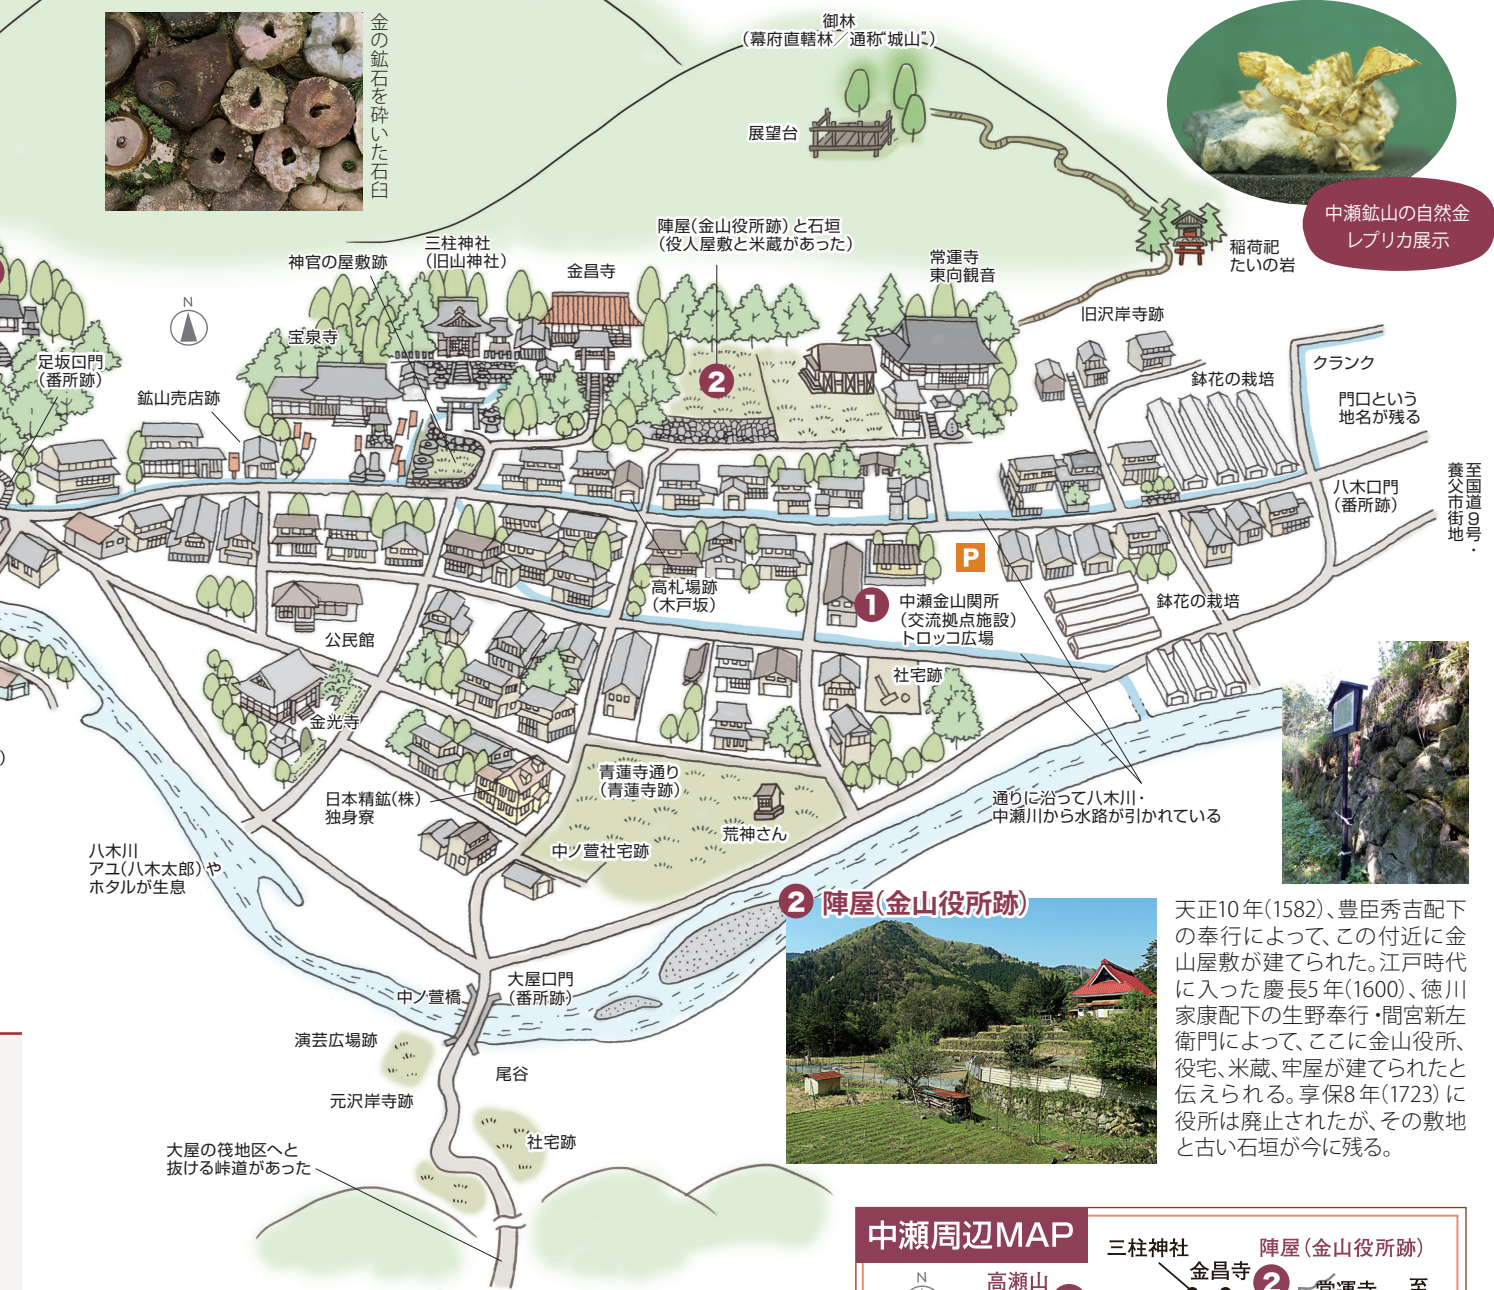 金の鉱石を砕いた石臼
御林
(幕府直轄林／通称“城山”)
展望台
中瀬鉱山の自然金
レプリカ展示
稲荷祀
たいの岩
陣屋(金山役所跡)と石垣
(役人屋敷と米蔵があった)
常運寺
東向観音
三柱神社
(旧山神社)
神官の屋敷跡
金昌寺
N
宝泉寺
旧沢岸寺跡
足坂口門
(番所跡)
鉱山売店跡
2
鉢花の栽培
クランク
門口という
地名が残る
八木口門
(番所跡)
至国道9号・
養父市街地
P
高札場跡
(木戸坂)
1
中瀬金山関所
(交流拠点施設)
トロッコ広場
鉢花の栽培
公民館
社宅跡
金光寺
)
日本精鉱(株)
独身寮
青蓮寺通り
(青蓮寺跡)
荒神さん
中ノ萱社宅跡
通りに沿って八木川・
中瀬川から水路が引かれている
八木川
アユ(八木太郎)や
ホタルが生息
中ノ萱橋
大屋口門
(番所跡)
演芸広場跡
尾谷
元沢岸寺跡
社宅跡
大屋の筏地区へと
抜ける峠道があった
2 陣屋(金山役所跡)
天正10年(1582)、豊臣秀吉配下
の奉行によって、この付近に金
山屋敷が建てられた。江戸時代
に入った慶長5年(1600)、徳川
家康配下の生野奉行・間宮新左
衛門によって、ここに金山役所、
役宅、米蔵、牢屋が建てられたと
伝えられる。享保8年(1723)に
役所は廃止されたが、その敷地
と古い石垣が今に残る。
中瀬周辺MAP
N
高瀬山
三柱神社
金昌寺
陣屋(金山役所跡)
2
常運寺
至